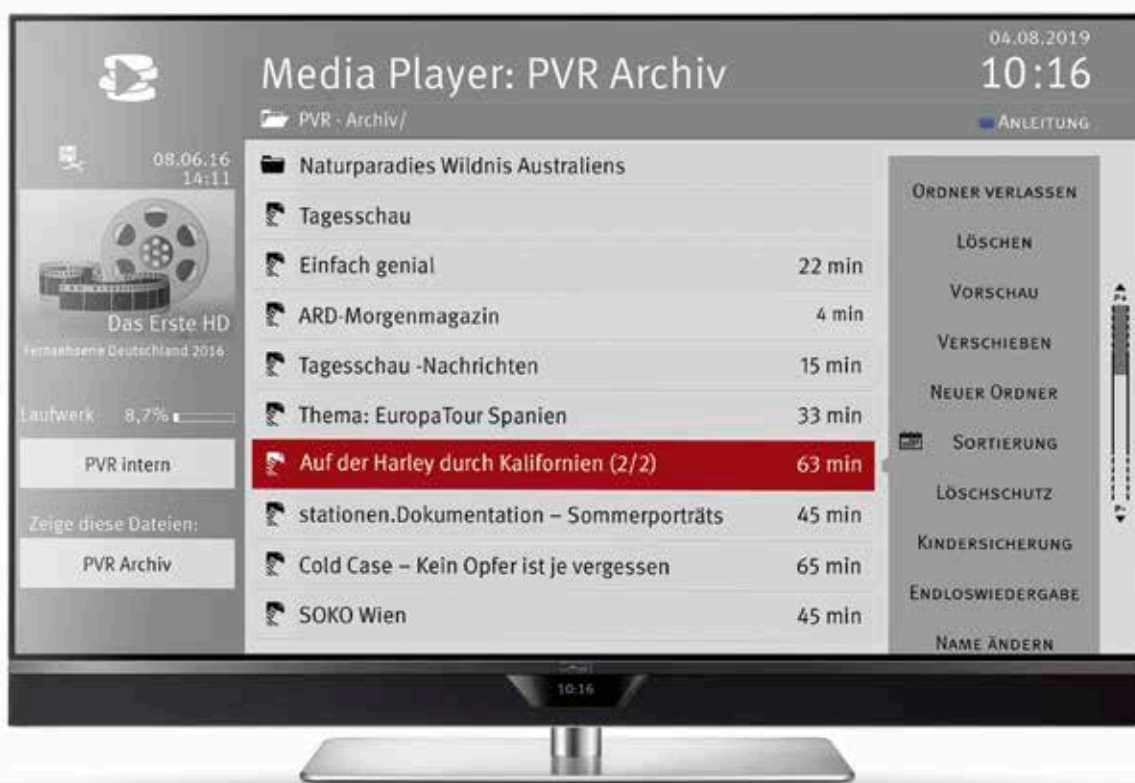 04.08.2019
Media Player: PVR Archiv
10:16
PVR - Archiv/
ANLEITUNG
08.06.16
14:11
Das Erste HD
Deutschland 2016
Laufwerk 8,7%
PVR intern
Zeige diese Dateien:
PVR Archiv
Naturparadies Wildnis Australiens
Tagesschau
Einfach genial 22 min
ARD-Morgenmagazin 4 min
Tagesschau -Nachrichten 15 min
Thema: EuropaTour Spanien 33 min
Auf der Harley durch Kalifornien (2/2) 63 min
stationen.Dokumentation – Sommerporträts 45 min
Cold Case – Kein Opfer ist je vergessen 65 min
SOKO Wien 45 min
ORDNER VERLASSEN
LÖSCHEN
VORSCHAU
VERSCHIEBEN
NEUER ORDNER
SORTIERUNG
LÖSCHSCHUTZ
KINDERSICHERUNG
ENDLOSWIEDERGABE
NAME ÄNDERN
P+
P-
10:16